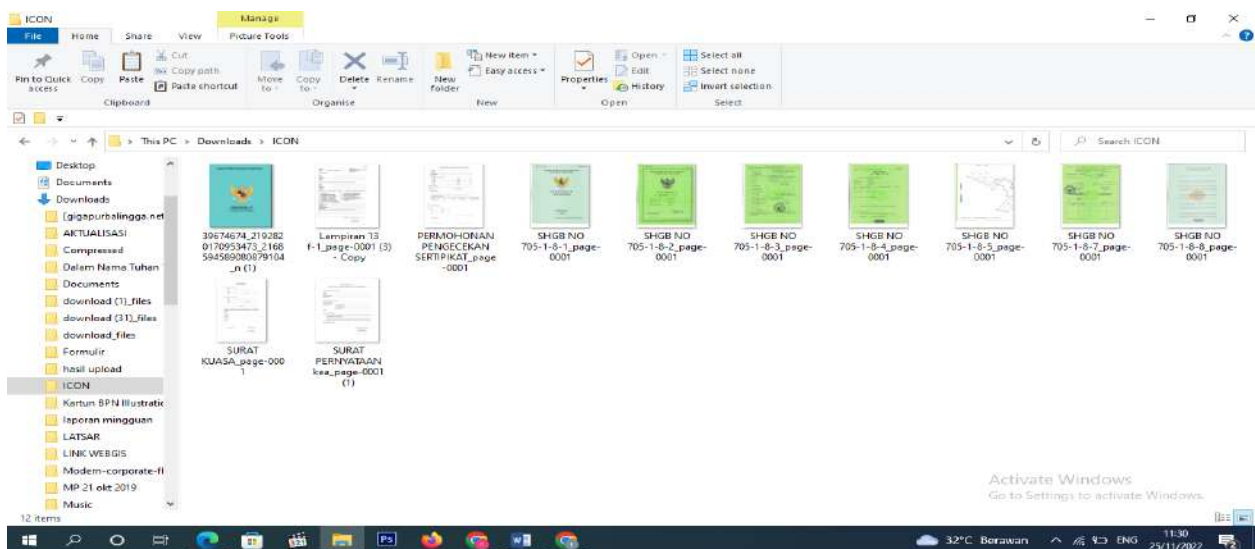 ICON
Manage
File Home Share View Picture Tools
Pin to Quick access
Copy
Paste
Cut
Copy path
Paste shortcut
Clipboard
Move to
Copy to
Delete
Rename
Organise
New folder
New item
Easy access
New
Properties
Open
Edit
History
Open
Select all
Select none
Invert selection
Select
This PC > Downloads > ICON
Search ICON
Desktop
Documents
Downloads
[gigapurbalingga.net
AKTUALISASI
Compressed
Dalam Nama Tuhan
Documents
download (1)_files
download (31)_files
download_files
Formulir
hasil upload
ICON
Kartun BPN Illustratic
laporan mingguan
LATSAR
LINK WEBGIS
Modern-corporate-fl
MP 21 okt 2019
Music
39674674_219282
0170953473_2168
594589080879104
_n (1)
Lampiran 13
f-1_page-0001 (3)
- Copy
PERMOHONAN
PENGECEKAN
SERTIPIKAT_page
-0001
SHGB NO
705-1-8-1_page-
0001
SHGB NO
705-1-8-2_page-
0001
SHGB NO
705-1-8-3_page-
0001
SHGB NO
705-1-8-4_page-
0001
SHGB NO
705-1-8-5_page-
0001
SHGB NO
705-1-8-7_page-
0001
SHGB NO
705-1-8-8_page-
0001
SURAT
KUASA_page-000
1
SURAT
PERNYATAAN
kea_page-0001
(1)
Activate Windows
Go to Settings to activate Windows.
12 items
Ps
32°C Berawan
ENG
11:30
25/11/2022